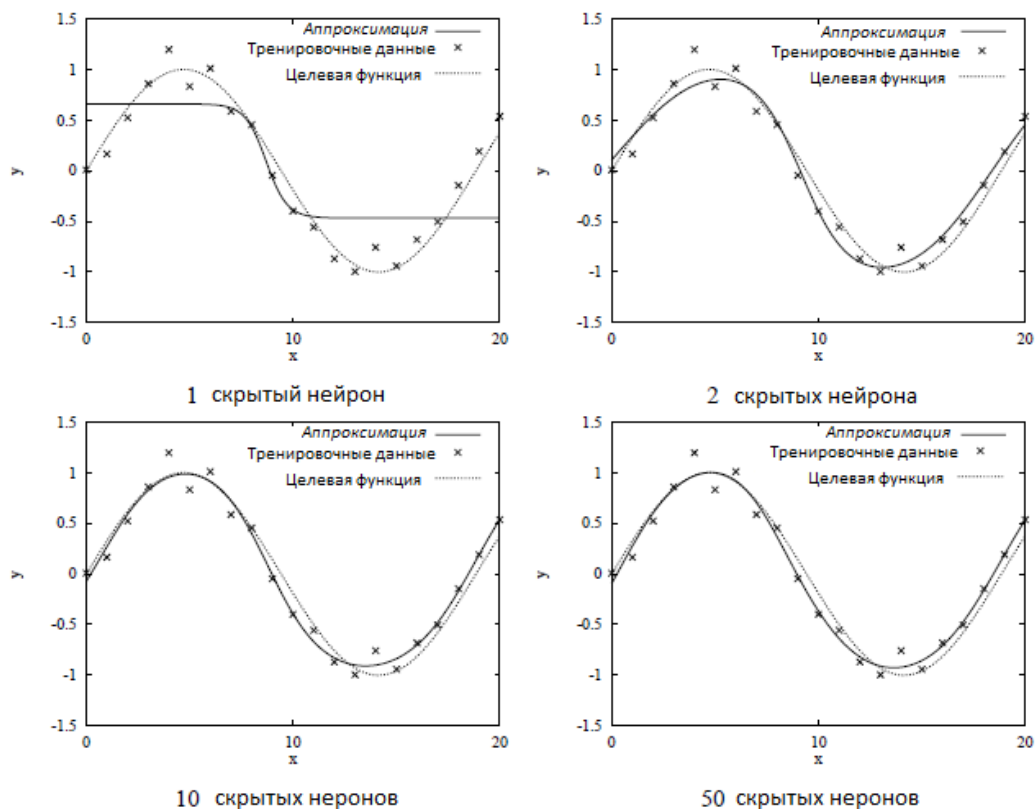 1.5
1
0.5
0
-0.5
-1
-1.5
y
Аппроксимация
Тренировочные данные
Целевая функция
0
10
20
x
1 скрытый нейрон
1.5
1
0.5
0
-0.5
-1
-1.5
y
Аппроксимация
Тренировочные данные
Целевая функция
0
10
20
x
2 скрытых нейрона
1.5
1
0.5
0
-0.5
-1
-1.5
y
Аппроксимация
Тренировочные данные
Целевая функция
0
10
20
x
10 скрытых неронов
1.5
1
0.5
0
-0.5
-1
-1.5
y
Аппроксимация
Тренировочные данные
Целевая функция
0
10
20
x
50 скрытых неронов